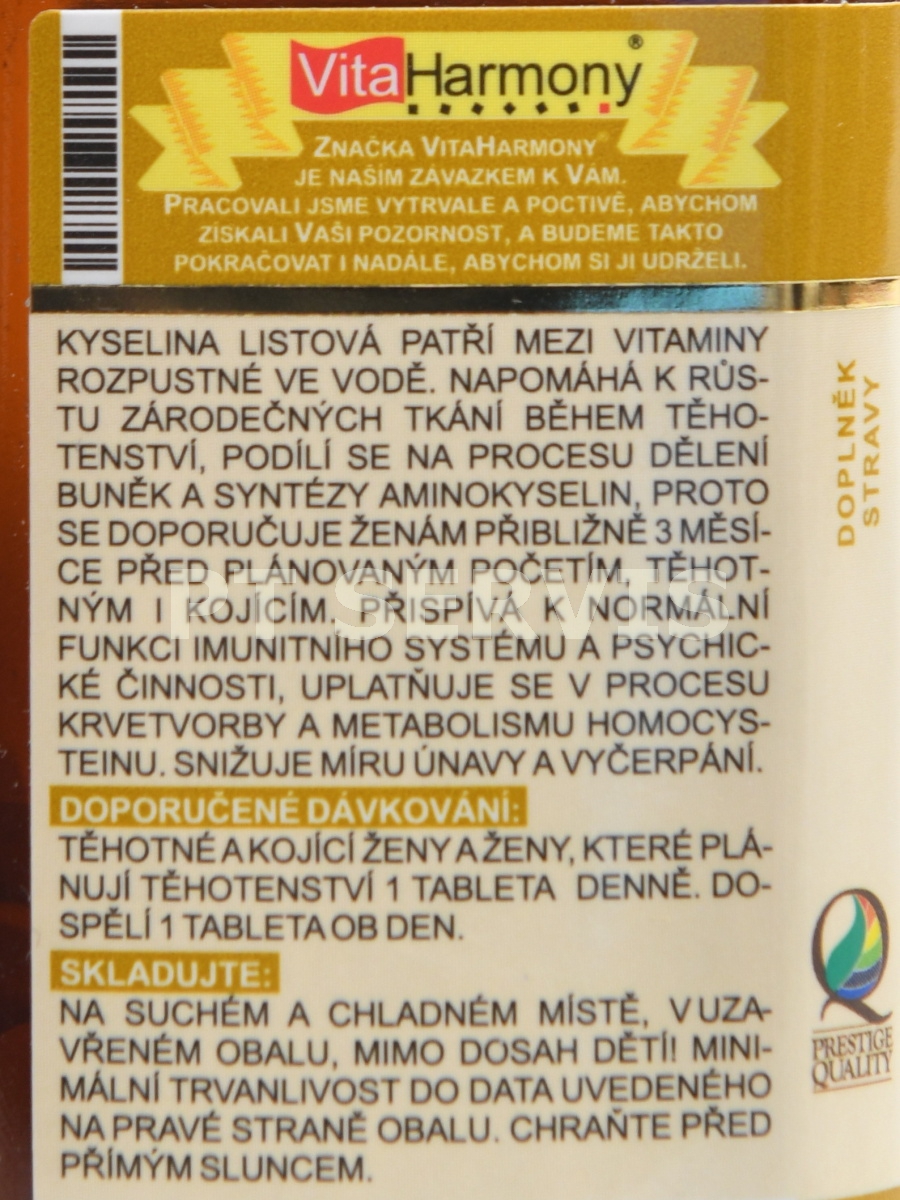 VitaHarmony®
ZNAČKA VITAHARMONY®
JE NAŠÍM ZÁVAZKEM K VÁM.
PRACOVALI JSME VYTRVALE A POCTIVĚ, ABYCHOM
ZÍSKALI VAŠI POZORNOST, A BUDEME TAKTO
POKRAČOVAT I NADÁLE, ABYCHOM SI JI UDRŽELI.
KYSELINA LISTOVÁ PATŘÍ MEZI VITAMINY
ROZPUSTNÉ VE VODĚ. NAPOMÁHÁ K RŮS-
TU ZÁRODEČNÝCH TKÁNÍ BĚHEM TĚHO-
TENSTVÍ, PODÍLÍ SE NA PROCESU DĚLENÍ
BUNĚK A SYNTÉZY AMINOKYSELIN, PROTO
SE DOPORUČUJE ŽENÁM PŘIBLIŽNĚ 3 MĚSÍ-
CE PŘED PLÁNOVANÝM POČETÍM, TĚHOT-
NÝM I KOJÍCÍM. PŘISPÍVÁ K NORMÁLNÍ
FUNKCI IMUNITNÍHO SYSTÉMU A PSYCHIC-
KÉ ČINNOSTI, UPLATŇUJE SE V PROCESU
KRVETVORBY A METABOLISMU HOMOCYS-
TEINU. SNIŽUJE MÍRU ÚNAVY A VYČERPÁNÍ.
DOPORUČENÉ DÁVKOVÁNÍ:
TĚHOTNÉ A KOJÍCÍ ŽENY A ŽENY, KTERÉ PLÁ-
NUJÍ TĚHOTENSTVÍ 1 TABLETA DENNĚ. DO-
SPĚLÍ 1 TABLETA OB DEN.
SKLADUJTE:
NA SUCHÉM A CHLADNÉM MÍSTĚ, V UZA-
VŘENÉM OBALU, MIMO DOSAH DĚTÍ! MINI-
MÁLNÍ TRVANLIVOST DO DATA UVEDENÉHO
NA PRAVÉ STRANĚ OBALU. CHRAŇTE PŘED
PŘÍMÝM SLUNCEM.
DOPLNĚK
STRAVY
PRESTIGE
QUALITY
PT SERVIS